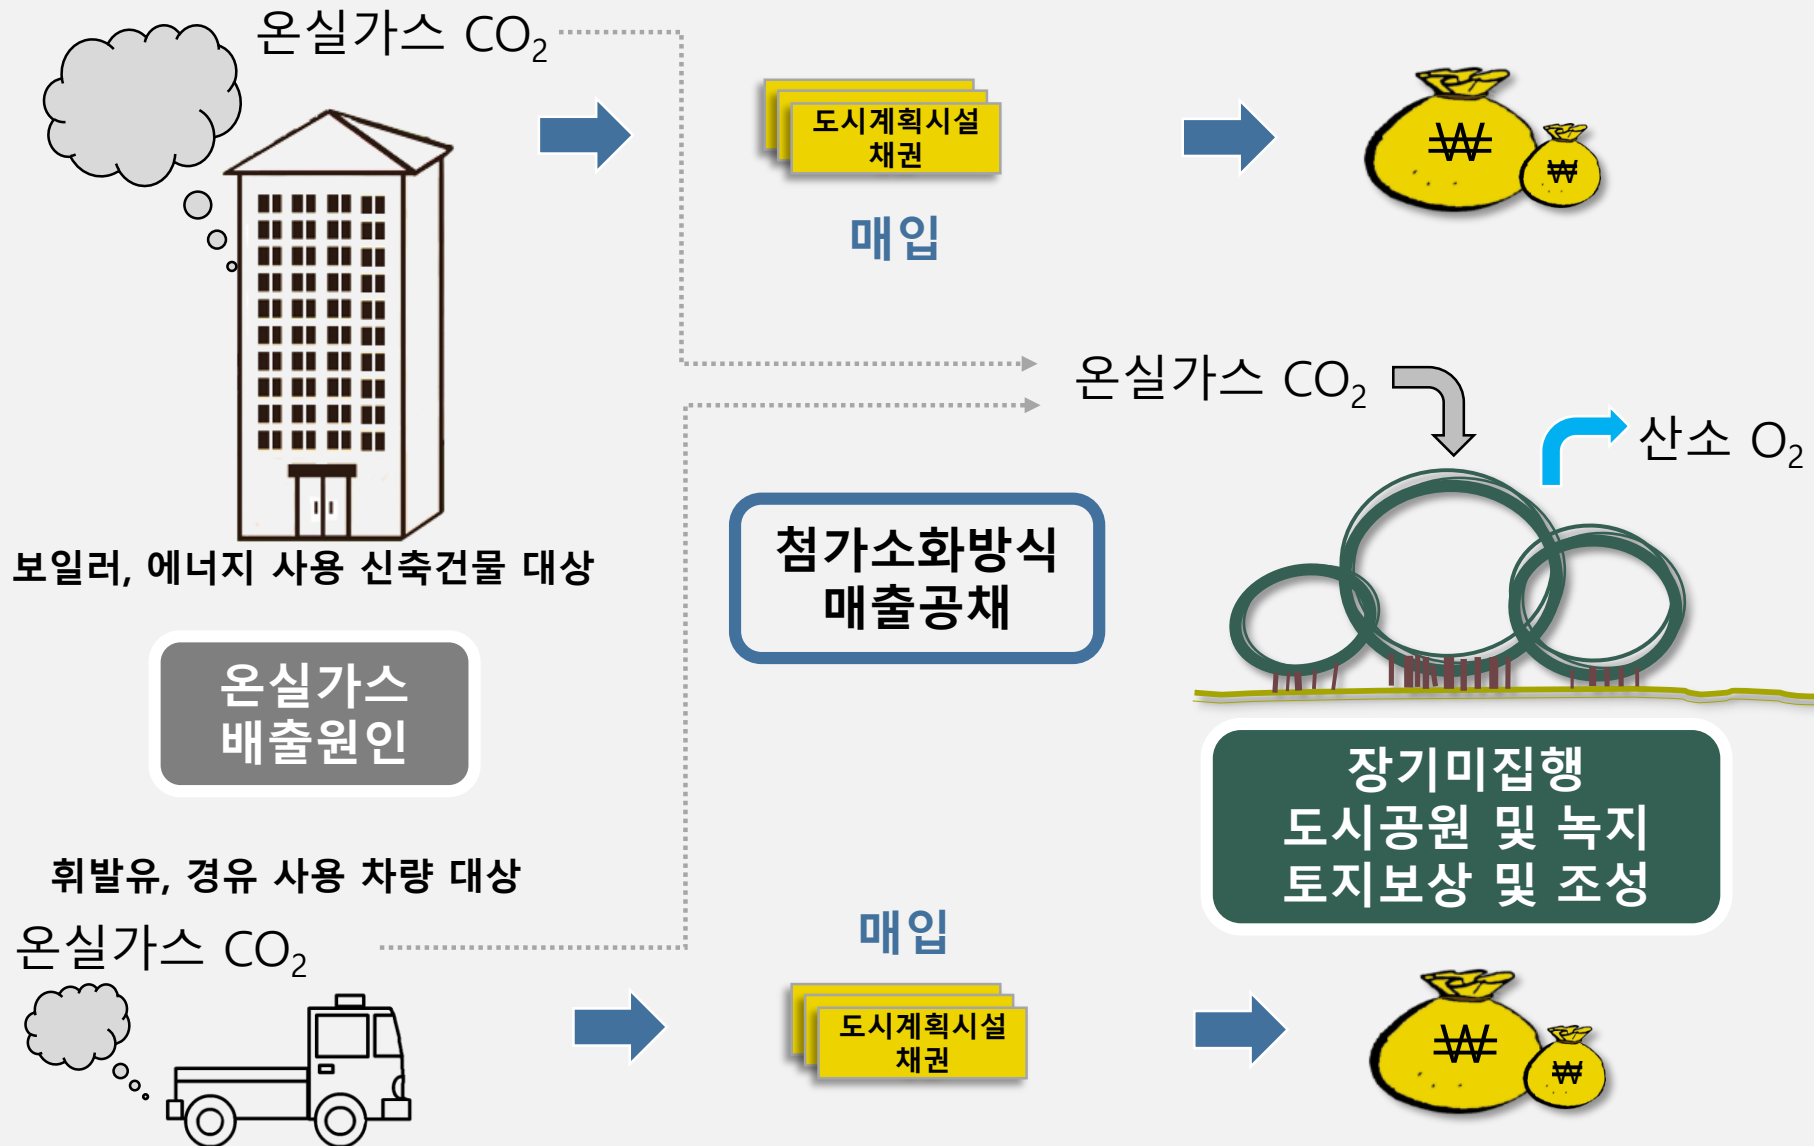 온실가스 CO₂
도시계획시설
채권
₩
₩
매입
온실가스 CO₂
산소 O₂
첨가소화방식
매출공채
보일러, 에너지 사용 신축건물 대상
온실가스
배출원인
장기미집행
도시공원 및 녹지
토지보상 및 조성
휘발유, 경유 사용 차량 대상
온실가스 CO₂
매입
도시계획시설
채권
₩
₩